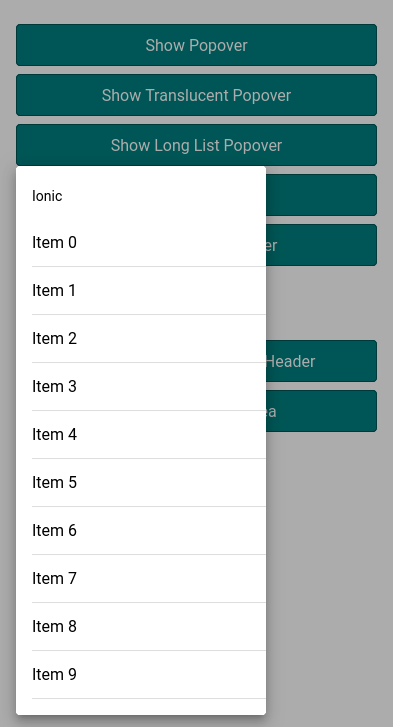 Show Popover
Show Translucent Popover
Show Long List Popover
Ionic
Item 0
er
Item 1
Item 2
Header
Item 3
ea
Item 4
Item 5
Item 6
Item 7
Item 8
Item 9